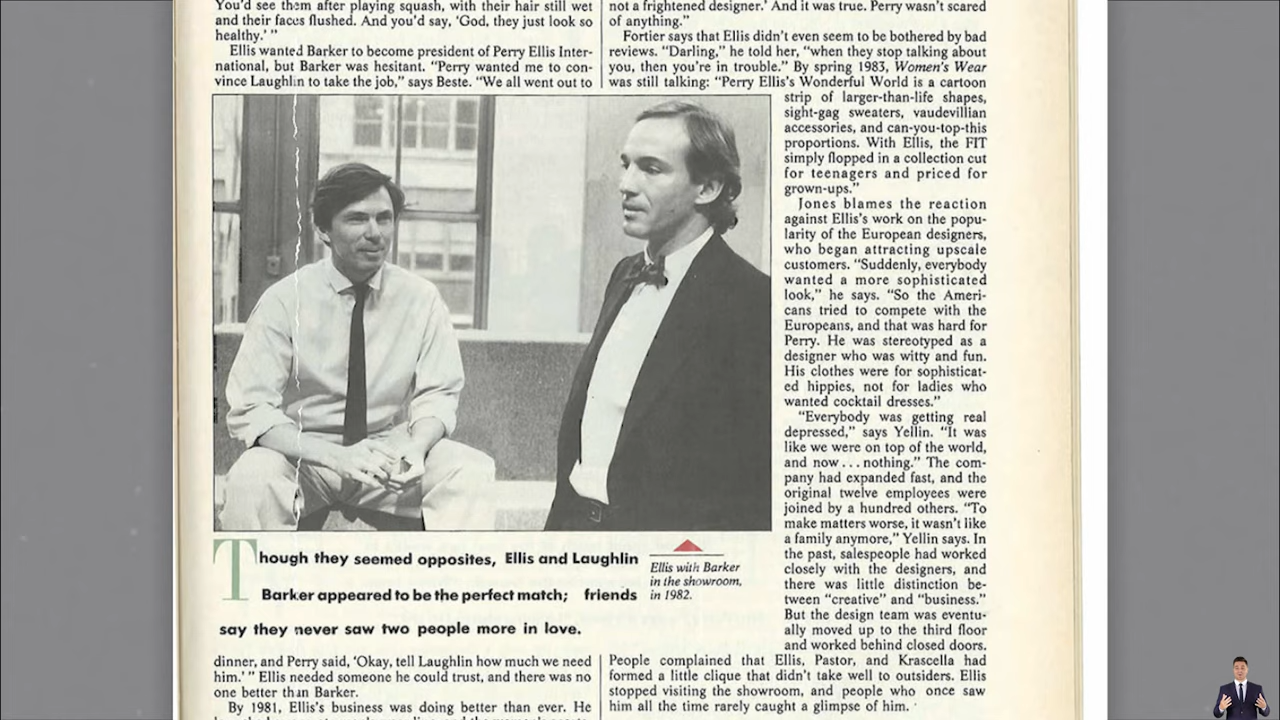 You'd see them after playing squash, with their hair still wet
and their faces flushed. And you'd say, 'God, they just look so
healthy.' "
Ellis wanted Barker to become president of Perry Ellis Inter-
national, but Barker was hesitant. "Perry wanted me to con-
vince Laughlin to take the job," says Beste. "We all went out to
Though they seemed opposites, Ellis and Laughlin
Barker appeared to be the perfect match; friends
say they never saw two people more in love.
Ellis with Barker
in the showroom,
in 1982.
dinner, and Perry said, 'Okay, tell Laughlin how much we need
him.' " Ellis needed someone he could trust, and there was no
one better than Barker.
By 1981, Ellis's business was doing better than ever. He
not a frightened designer.' And it was true. Perry wasn't scared
of anything."
Fortier says that Ellis didn't even seem to be bothered by bad
reviews. "Darling," he told her, "when they stop talking about
you, then you're in trouble." By spring 1983, Women's Wear
was still talking: "Perry Ellis's Wonderful World is a cartoon
strip of larger-than-life shapes,
sight-gag sweaters, vaudevillian
accessories, and can-you-top-this
proportions. With Ellis, the FIT
simply flopped in a collection cut
for teenagers and priced for
grown-ups."
Jones blames the reaction
against Ellis's work on the popu-
larity of the European designers,
who began attracting upscale
customers. "Suddenly, everybody
wanted a more sophisticated
look," he says. "So the Ameri-
cans tried to compete with the
Europeans, and that was hard for
Perry. He was stereotyped as a
designer who was witty and fun.
His clothes were for sophisticat-
ed hippies, not for ladies who
wanted cocktail dresses."
"Everybody was getting real
depressed," says Yellin. "It was
like we were on top of the world,
and now . . . nothing." The com-
pany had expanded fast, and the
original twelve employees were
joined by a hundred others. "To
make matters worse, it wasn't like
a family anymore," Yellin says. In
the past, salespeople had worked
closely with the designers, and
there was little distinction be-
tween "creative" and "business."
But the design team was eventu-
ally moved up to the third floor
and worked behind closed doors.
People complained that Ellis, Pastor, and Krascella had
formed a little clique that didn't take well to outsiders. Ellis
stopped visiting the showroom, and people who once saw
him all the time rarely caught a glimpse of him.